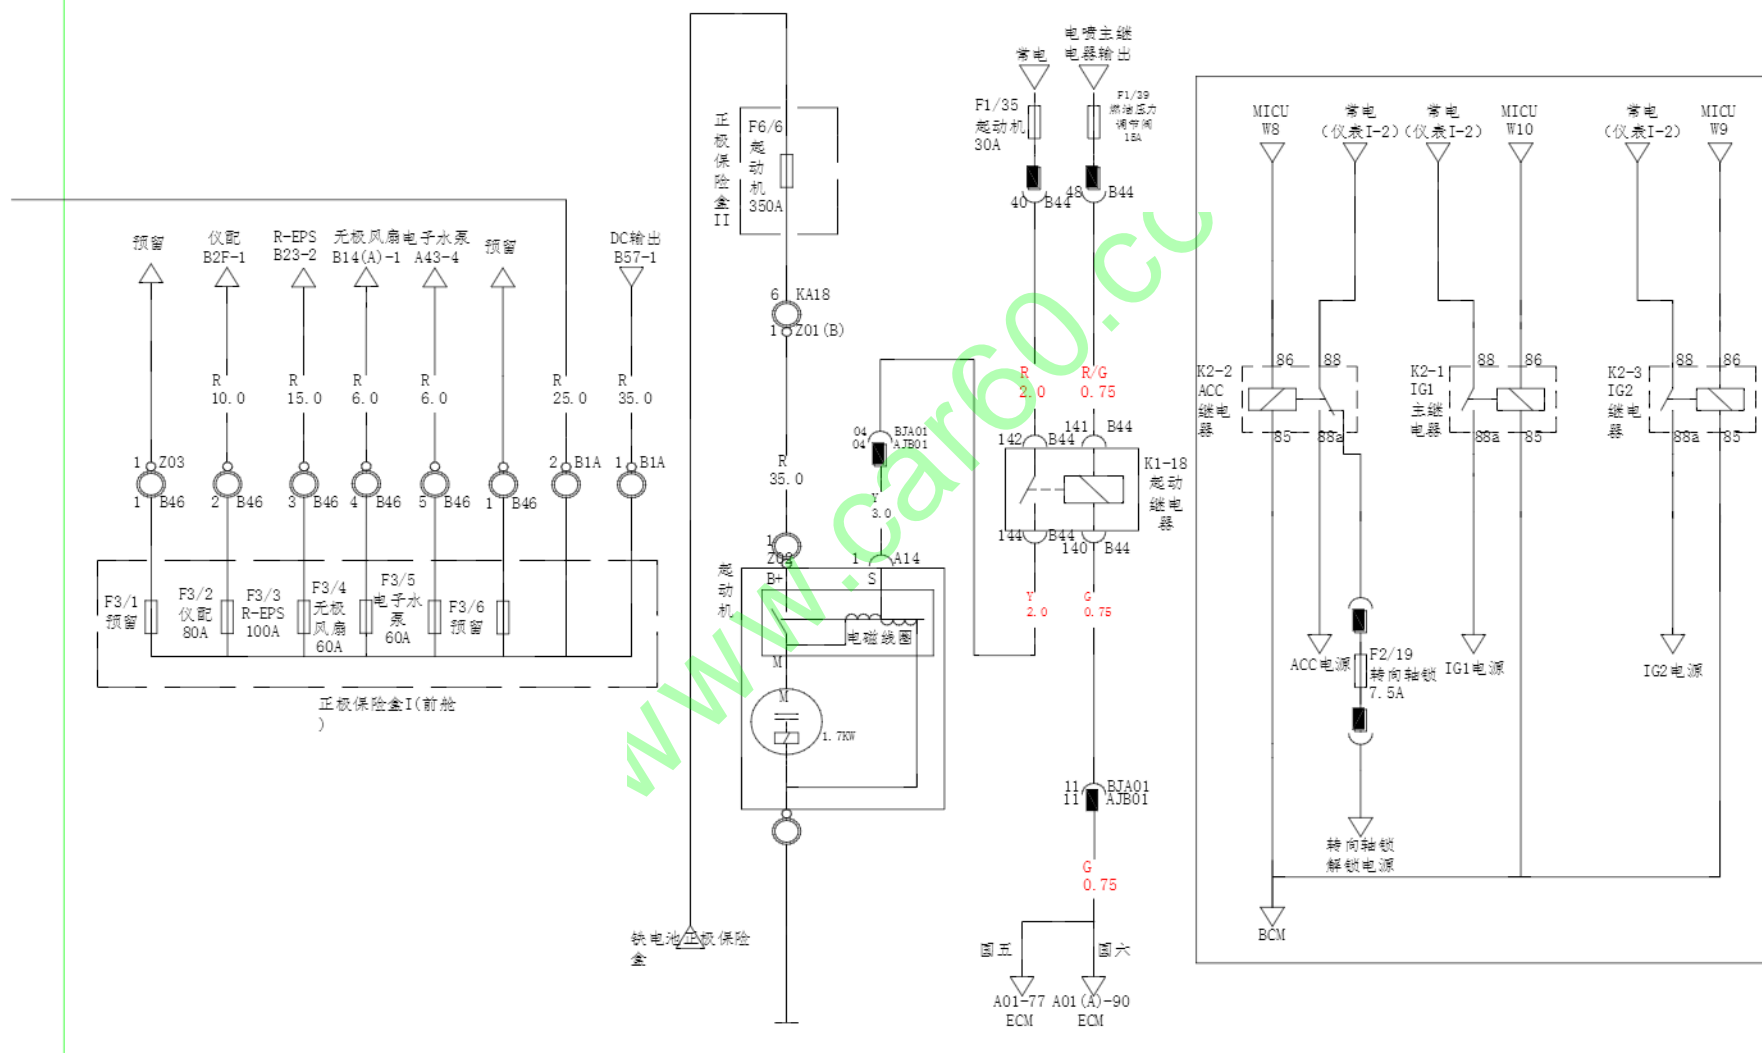 电喷主继
电器输出
常电
F1/35
起动机
30A
F1/39
燃油压力
调节阀
15A
40
B44
48
B44
正极保险盒II
F6/6
起动机
350A
6
KA18
1
Z01(B)
R
35.0
1
Z02
预留
仪配
B2F-1
R-EPS
B23-2
无极风扇
B14(A)-1
电子水泵
A43-4
预留
DC输出
B57-1
R
10.0
R
15.0
R
6.0
R
6.0
R
25.0
R
35.0
1
Z03
2
B1A
1
B1A
1
B46
2
B46
3
B46
4
B46
5
B46
1
B46
F3/1
预留
F3/2
仪配
80A
F3/3
R-EPS
100A
F3/4
无极
风扇
60A
F3/5
电子水
泵
60A
F3/6
预留
正极保险盒I(前舱
)
04
04
BJA01
AJB01
Y
3.0
1
A14
起动机
B+
S
电磁线圈
M
M
1.7KW
铁电池正极保险
盒
R
2.0
R/G
0.75
142
B44
141
B44
K1-18
起动
继电
器
144
B44
140
B44
Y
2.0
G
0.75
11
11
BJA01
AJB01
G
0.75
图五
图六
A01-77
ECM
A01(A)-90
ECM
MICU
W8
常电
(仪表I-2)
常电
(仪表I-2)
MICU
W10
常电
(仪表I-2)
MICU
W9
86
88
88
86
88
86
K2-2
ACC
继电
器
K2-1
IG1
主继
电器
K2-3
IG2
继电
器
85
88a
88a
85
88a
85
ACC电源
F2/19
转向轴锁
7.5A
IG1电源
IG2电源
转向轴锁
解锁电源
BCM
www.car60.co